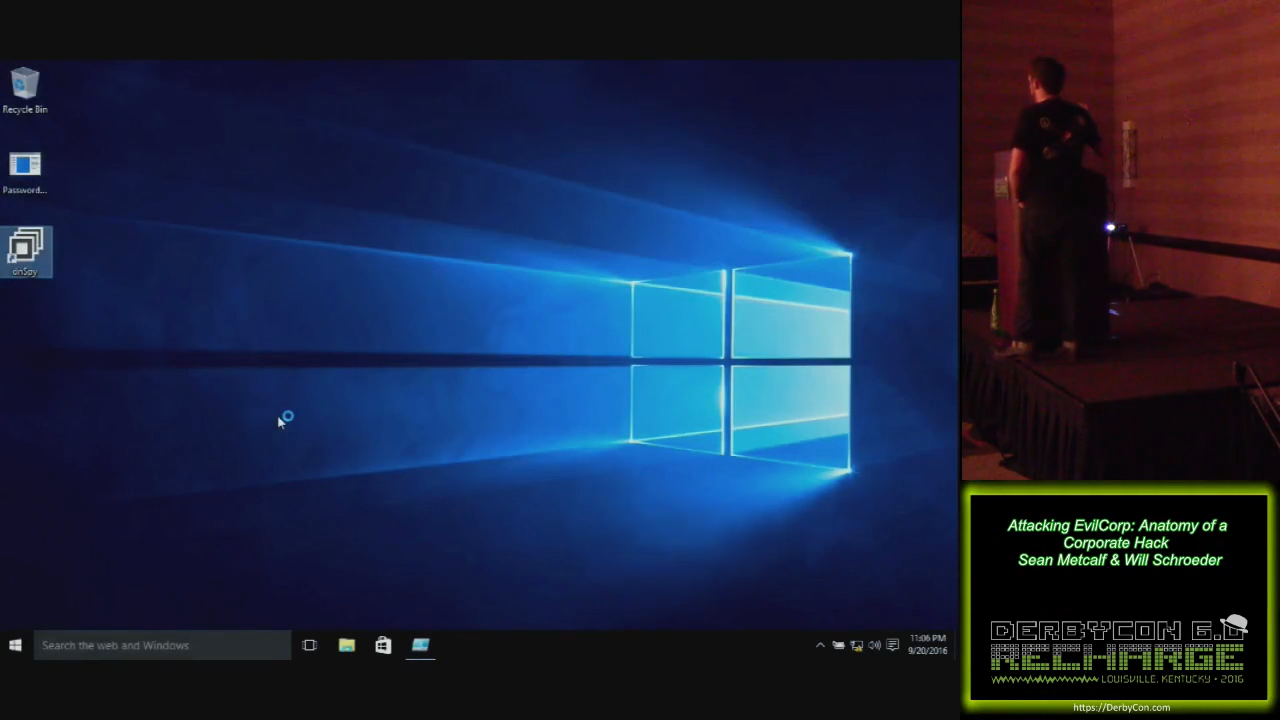 Recycle Bin
Password...
dnSpy
Search the web and Windows
11:06 PM
9/20/2016
Attacking EvilCorp: Anatomy of a
Corporate Hack
Sean Metcalf & Will Schroeder
DERBYCON 6.0
RECHARGE
LOUISVILLE, KENTUCKY • 2016
https://DerbyCon.com